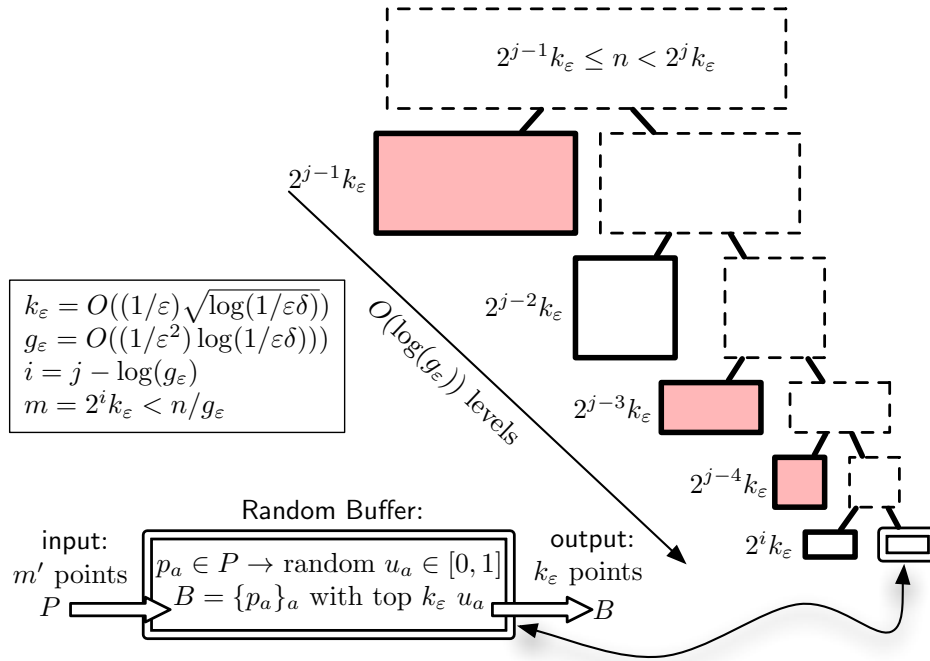 2^{j−1}k_ε ≤ n < 2^j k_ε
2^{j−1}k_ε
2^{j−2}k_ε
2^{j−3}k_ε
2^{j−4}k_ε
2^i k_ε
O(log(g_ε)) levels
k_ε = O((1/ε)√log(1/εδ))
g_ε = O((1/ε²) log(1/εδ)))
i = j − log(g_ε)
m = 2^i k_ε < n/g_ε
Random Buffer:
input:
m′ points
P
p_a ∈ P → random u_a ∈ [0, 1]
B = {p_a}_a with top k_ε u_a
output:
k_ε points
B